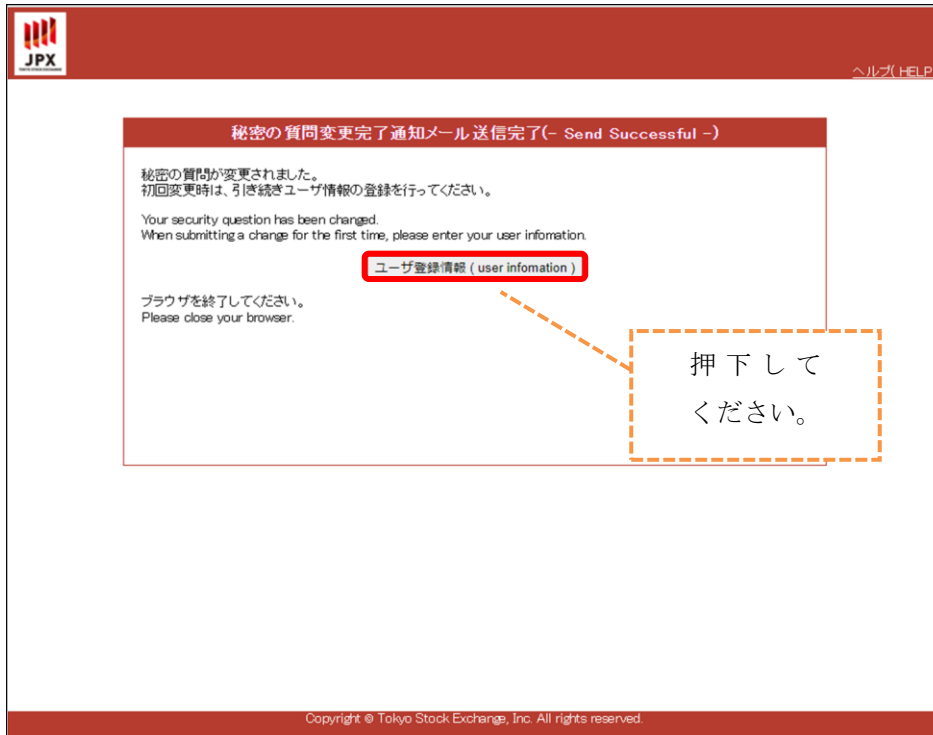 JPX
TOKYO STOCK EXCHANGE
ヘルプ( HELP
秘密の質問変更完了通知メール送信完了(- Send Successful -)
秘密の質問が変更されました。
初回変更時は、引き続きユーザ情報の登録を行ってください。
Your security question has been changed.
When submitting a change for the first time, please enter your user infomation.
ユーザ登録情報 ( user infomation )
ブラウザを終了してください。
Please close your browser.
押下して
ください。
Copyright © Tokyo Stock Exchange, Inc. All rights reserved.